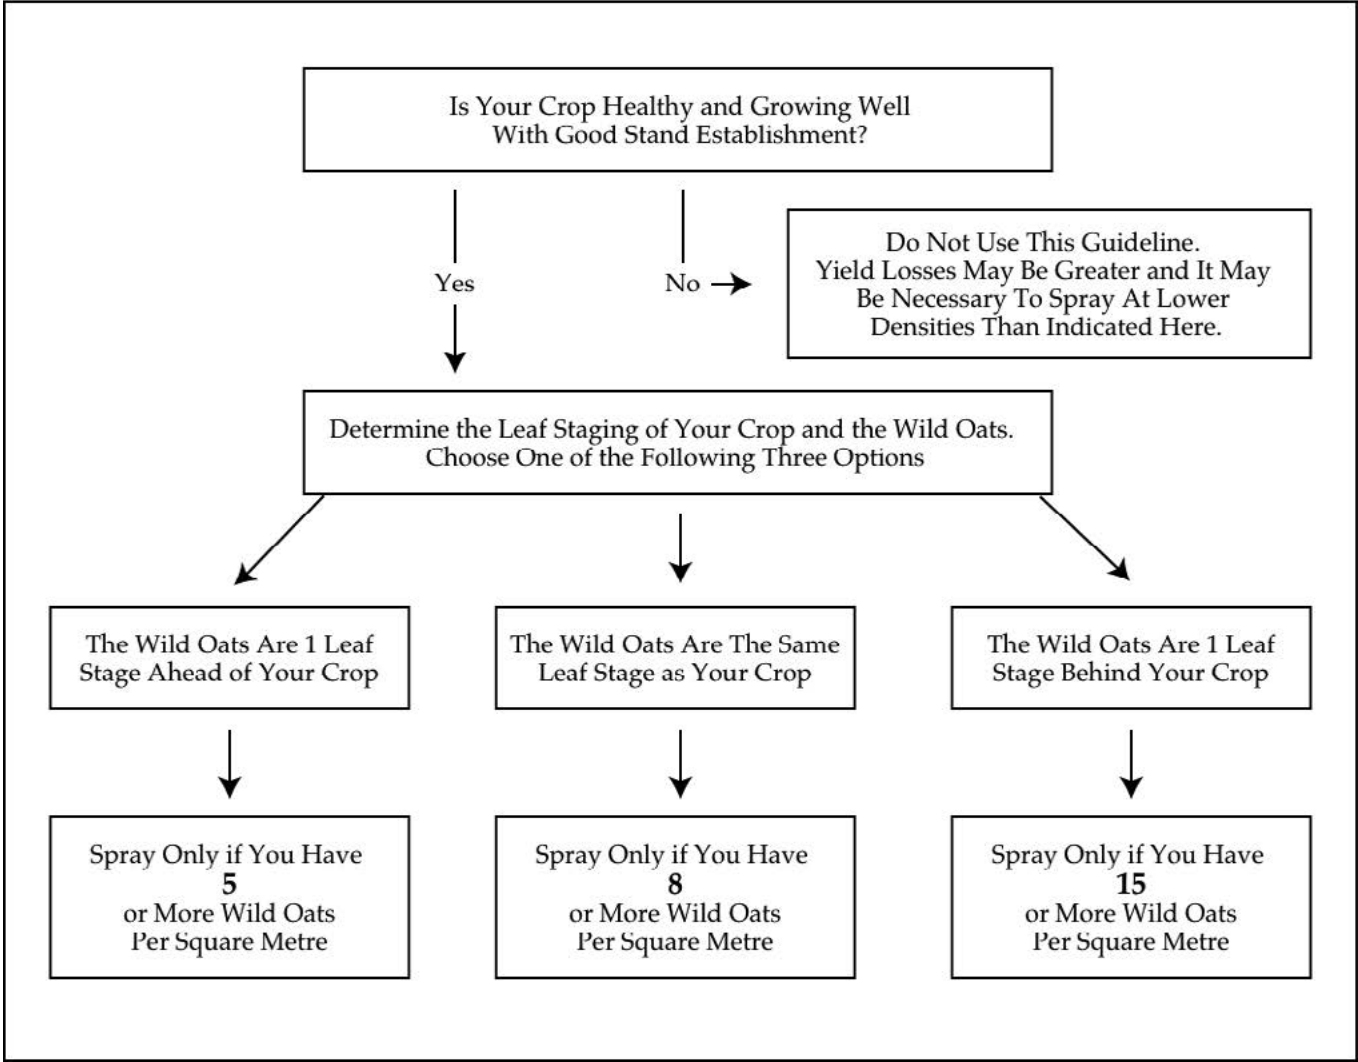 Is Your Crop Healthy and Growing Well
With Good Stand Establishment?
Yes
No
Do Not Use This Guideline.
Yield Losses May Be Greater and It May
Be Necessary To Spray At Lower
Densities Than Indicated Here.
Determine the Leaf Staging of Your Crop and the Wild Oats.
Choose One of the Following Three Options
The Wild Oats Are 1 Leaf
Stage Ahead of Your Crop
The Wild Oats Are The Same
Leaf Stage as Your Crop
The Wild Oats Are 1 Leaf
Stage Behind Your Crop
Spray Only if You Have
5
or More Wild Oats
Per Square Metre
Spray Only if You Have
8
or More Wild Oats
Per Square Metre
Spray Only if You Have
15
or More Wild Oats
Per Square Metre